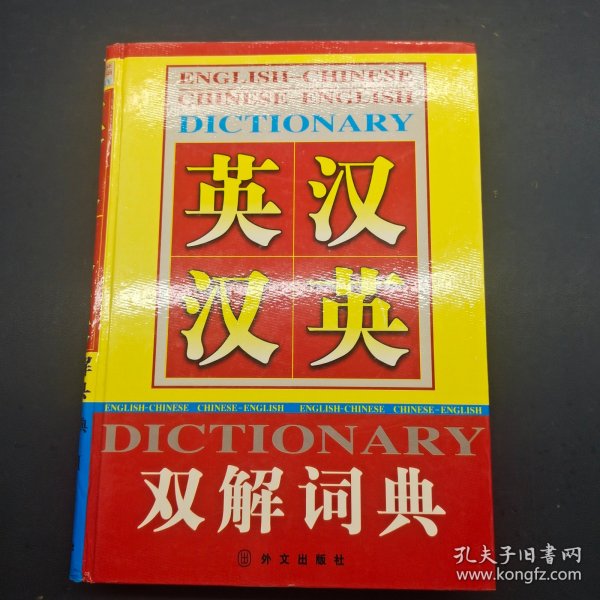 ENGLISH-CHINESE
CHINESE ENGLISH
DICTIONARY
英汉
汉英
ENGLISH-CHINESE CHINESE-ENGLISH ENGLISH-CHINESE CHINESE-ENGLISH
DICTIONARY
双解词典
外文出版社
孔夫子旧书网
www.kongfz.com